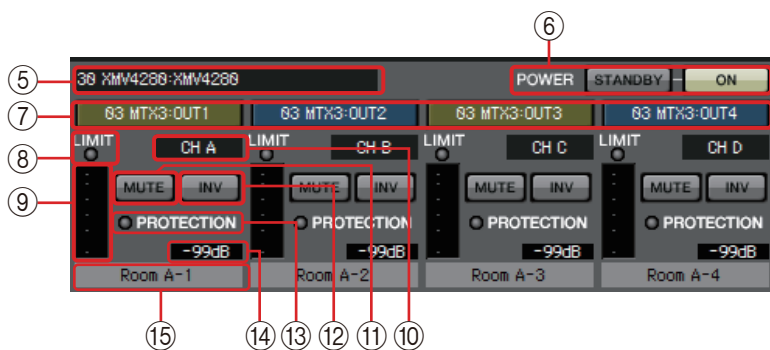 ⑥
⑤ 30 XMV4280:XMV4280 POWER STANDBY ON
⑦ 03 MTX3:OUT1 03 MTX3:OUT2 03 MTX3:OUT3 03 MTX3:OUT4
⑧ LIMIT CH A LIMIT CH B LIMIT CH C LIMIT CH D
⑨ MUTE INV MUTE INV MUTE INV MUTE INV
PROTECTION PROTECTION PROTECTION PROTECTION
-99dB -99dB -99dB -99dB
Room A-1 Room A-2 Room A-3 Room A-4
⑮ ⑭ ⑬ ⑫ ⑪ ⑩